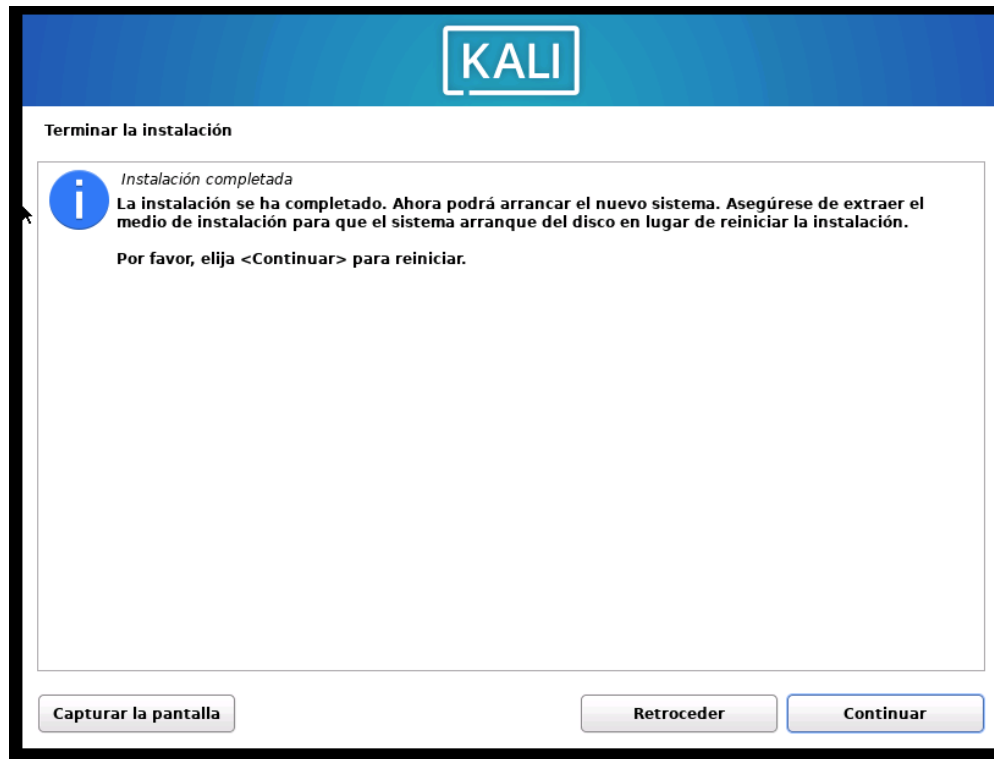 KALI
Terminar la instalación
Instalación completada
La instalación se ha completado. Ahora podrá arrancar el nuevo sistema. Asegúrese de extraer el
medio de instalación para que el sistema arranque del disco en lugar de reiniciar la instalación.
Por favor, elija <Continuar> para reiniciar.
Capturar la pantalla
Retroceder
Continuar